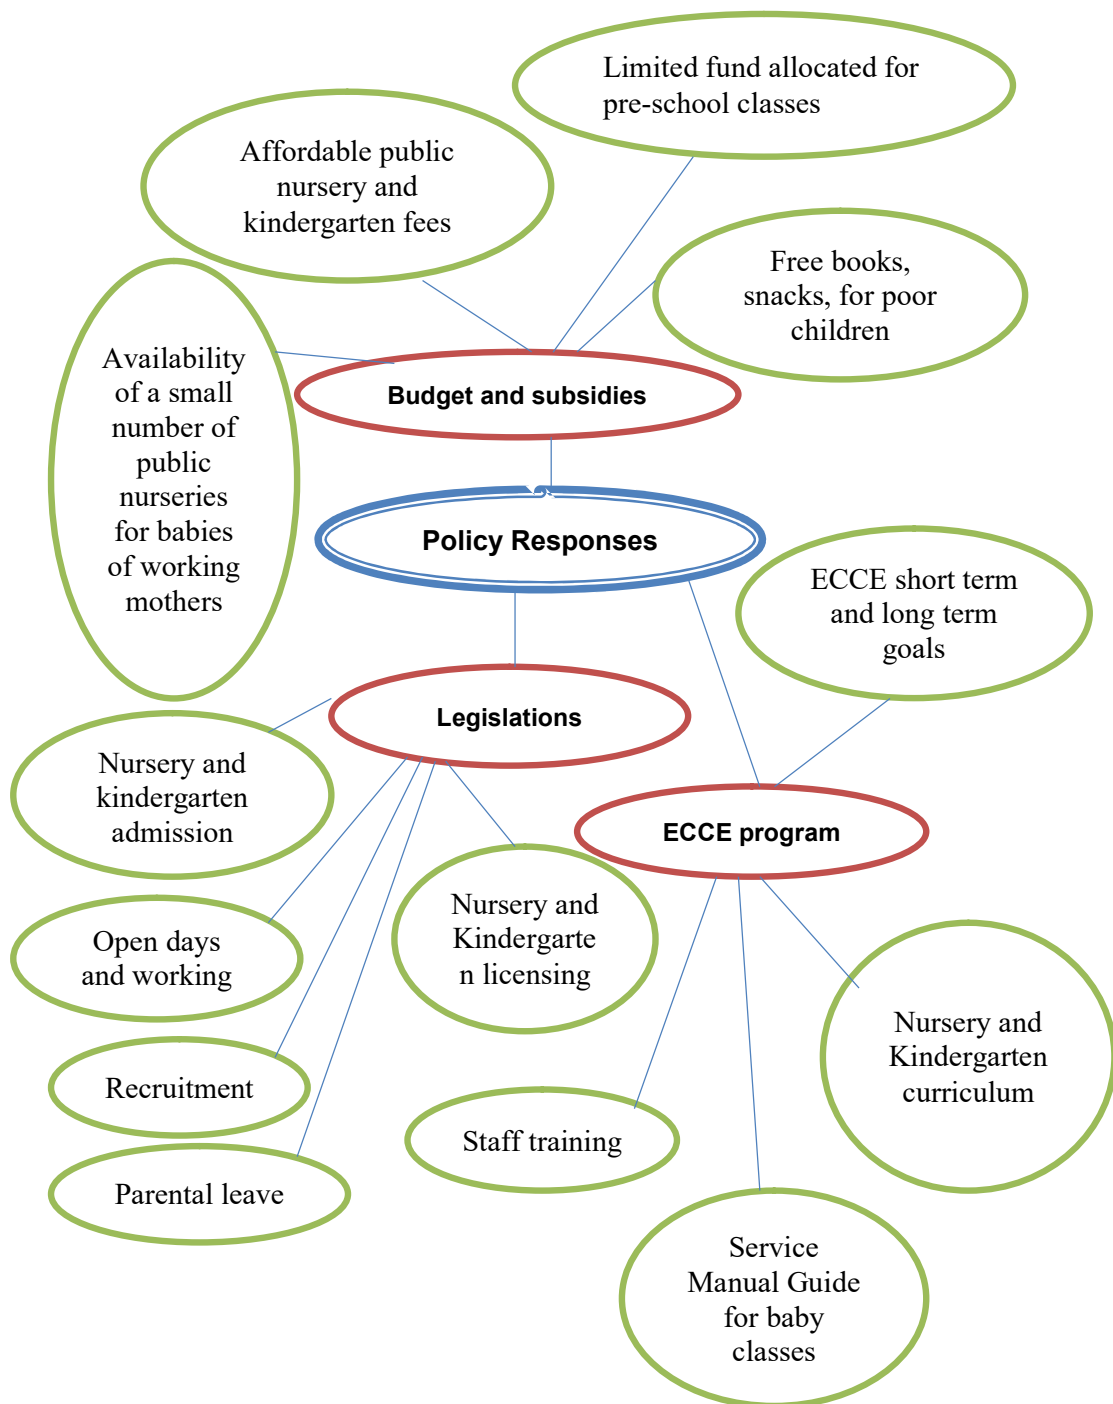 Limited fund allocated for
pre-school classes
Affordable public
nursery and
kindergarten fees
Free books,
snacks, for poor
children
Availability
of a small
number of
public
nurseries
for babies
of working
mothers
Budget and subsidies
Policy Responses
ECCE short term
and long term
goals
Legislations
Nursery and
kindergarten
admission
ECCE program
Nursery and
Kindergarte
n licensing
Open days
and working
Nursery and
Kindergarten
curriculum
Recruitment
Staff training
Parental leave
Service
Manual Guide
for baby
classes